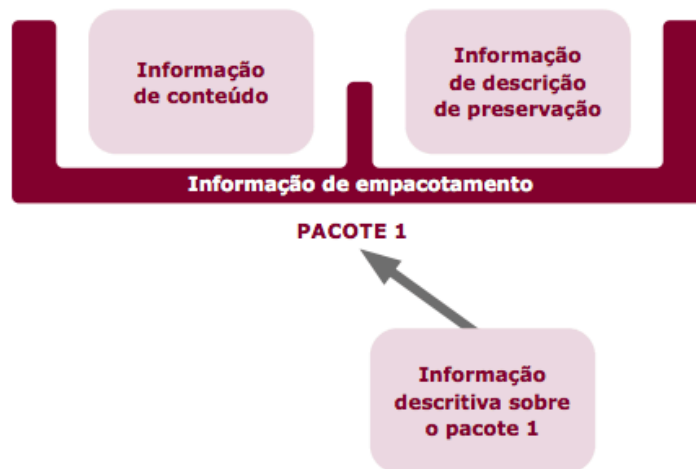 Informação
de conteúdo
Informação
de descrição
de preservação
Informação de empacotamento
PACOTE 1
Informação
descritiva sobre
o pacote 1